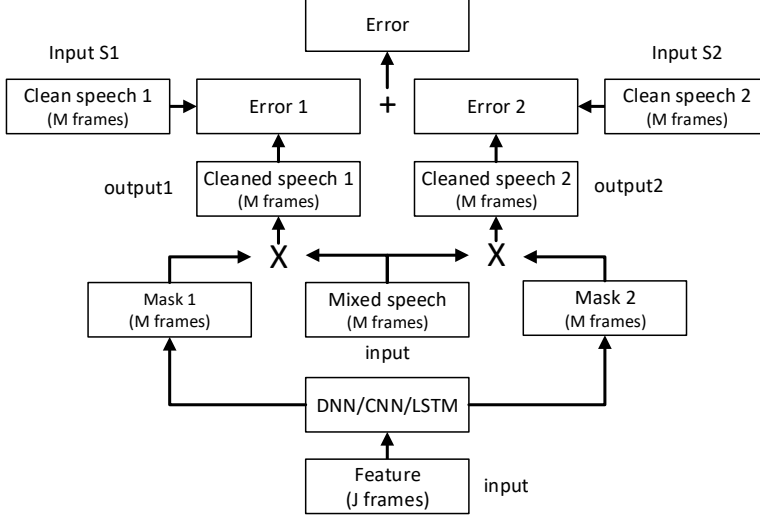 Error
Input S1
Input S2
Clean speech 1
(M frames)
Error 1
+
Error 2
Clean speech 2
(M frames)
output1
Cleaned speech 1
(M frames)
Cleaned speech 2
(M frames)
output2
X
X
Mask 1
(M frames)
Mixed speech
(M frames)
Mask 2
(M frames)
input
DNN/CNN/LSTM
Feature
(J frames)
input